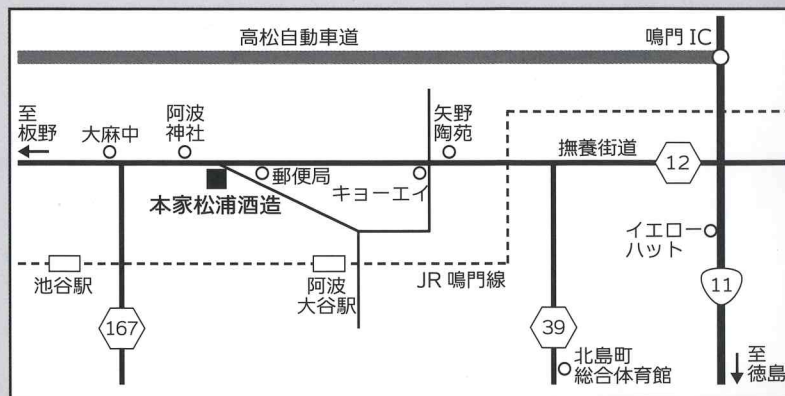 高松自動車道
鳴門 IC
至
板野
大麻中
阿波
神社
矢野
陶苑
撫養街道
12
郵便局
キョーエイ
本家松浦酒造
イエロー
ハット
池谷駅
阿波
大谷駅
JR 鳴門線
11
167
39
北島町
総合体育館
至
徳島